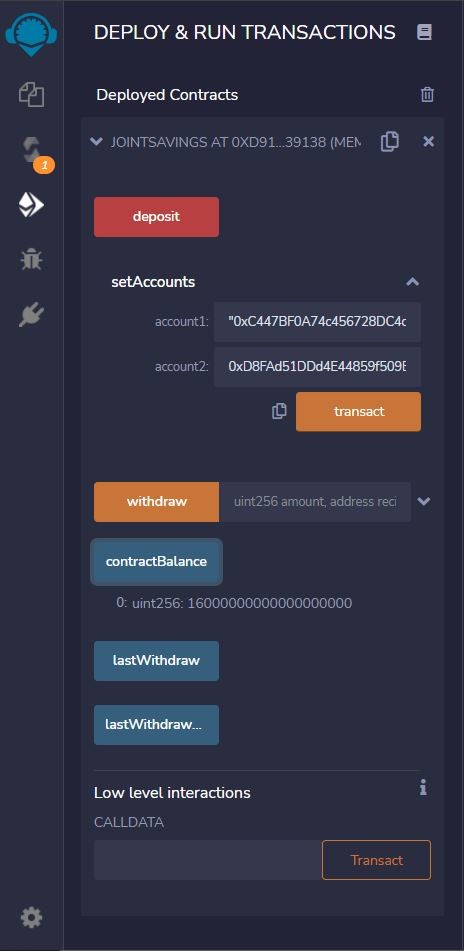 DEPLOY & RUN TRANSACTIONS
Deployed Contracts
JOINTSAVINGS AT 0XD91...39138 (MEM
1
deposit
setAccounts
account1: "0xC447BF0A74c456728DC4c
account2: 0xD8FAd51DDd4E44859f509E
transact
withdraw uint256 amount, address reci
contractBalance
0: uint256: 16000000000000000000
lastWithdraw
lastWithdraw...
Low level interactions
i
CALLDATA
Transact